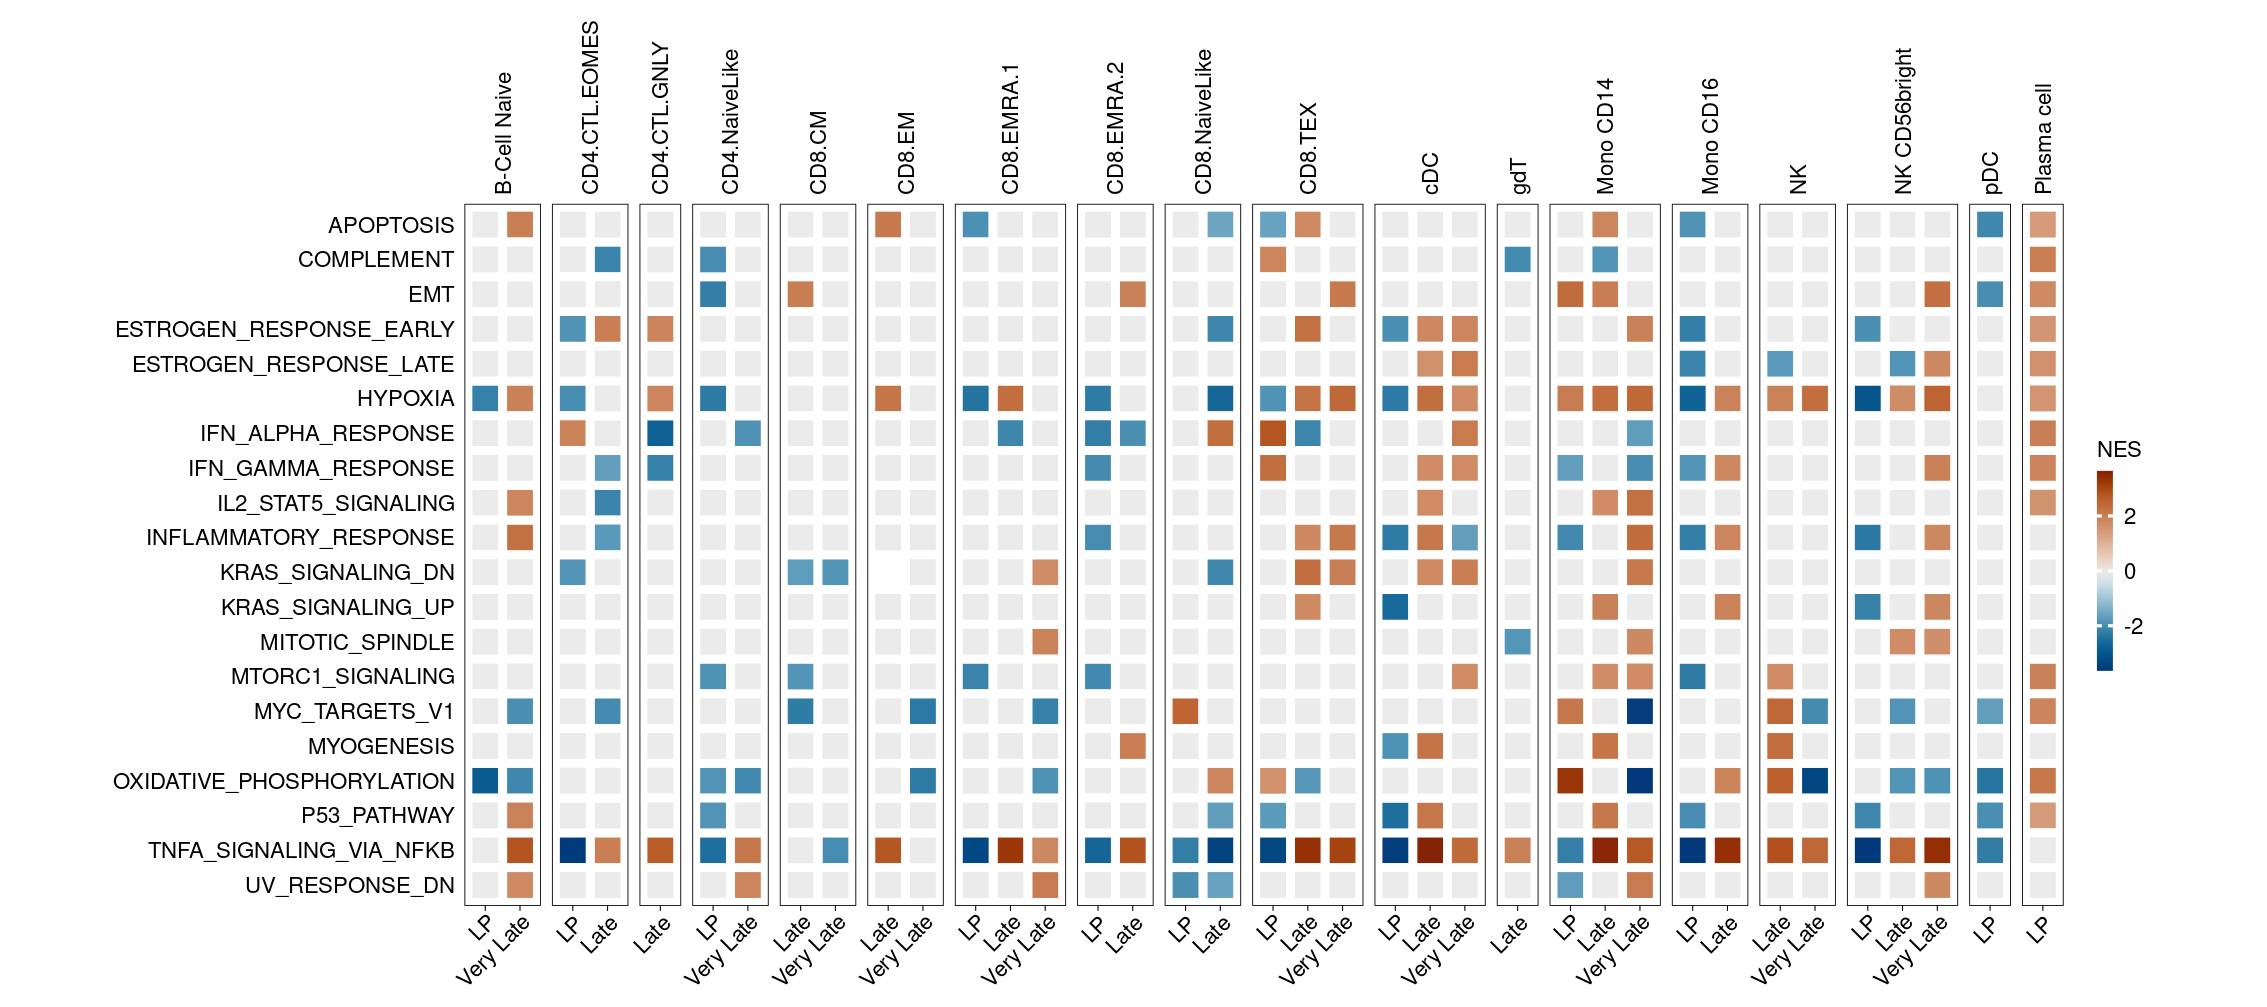 B-Cell Naive
CD4.CTL.EOMES
CD4.CTL.GNLY
CD4.NaiveLike
CD8.CM
CD8.EM
CD8.EMRA.1
CD8.EMRA.2
CD8.NaiveLike
CD8.TEX
cDC
gdT
Mono CD14
Mono CD16
NK
NK CD56bright
pDC
Plasma cell
APOPTOSIS
COMPLEMENT
EMT
ESTROGEN_RESPONSE_EARLY
ESTROGEN_RESPONSE_LATE
HYPOXIA
IFN_ALPHA_RESPONSE
IFN_GAMMA_RESPONSE
IL2_STAT5_SIGNALING
INFLAMMATORY_RESPONSE
KRAS_SIGNALING_DN
KRAS_SIGNALING_UP
MITOTIC_SPINDLE
MTORC1_SIGNALING
MYC_TARGETS_V1
MYOGENESIS
OXIDATIVE_PHOSPHORYLATION
P53_PATHWAY
TNFA_SIGNALING_VIA_NFKB
UV_RESPONSE_DN
LP
Very Late
LP
Late
Late
LP
Very Late
Late
Very Late
Late
Very Late
LP
Late
Very Late
LP
Late
LP
Late
LP
Late
Very Late
LP
Late
Very Late
Late
LP
Late
Very Late
LP
Late
Late
Very Late
LP
Late
Very Late
LP
LP
NES
2
0
-2